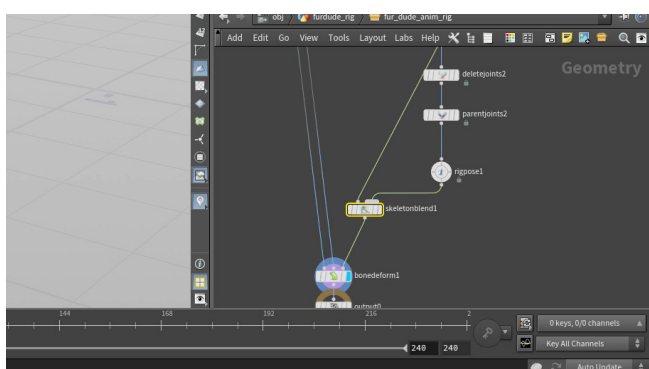 obj furdude_rig fur_dude_anim_rig
Add Edit Go View Tools Layout Labs Help
Geometry
deletejoints2
parentjoints2
rigpose1
skeletonblend1
bonedeform1
output0
144 168 192 216 2
0 keys, 0/0 channels
240 240
Key All Channels
Auto Update